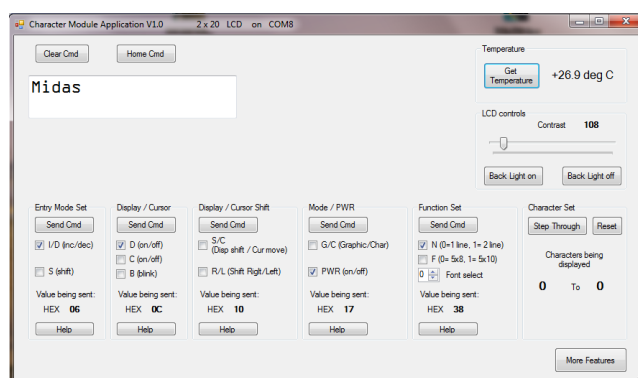 Character Module Application V1.0 2 x 20 LCD on COM8
Clear Cmd Home Cmd
Midas
Temperature
Get Temperature +26.9 deg C
LCD controls
Contrast 108
Back Light on Back Light off
Entry Mode Set
Send Cmd
I/D (inc/dec)
S (shift)
Value being sent:
HEX 06
Help
Display / Cursor
Send Cmd
D (on/off)
C (on/off)
B (blink)
Value being sent:
HEX 0C
Help
Display / Cursor Shift
Send Cmd
S/C
(Disp shift / Cur move)
R/L (Shift Riglt/Left)
Value being sent:
HEX 10
Help
Mode / PWR
Send Cmd
G/C (Graphic/Char)
PWR (on/off)
Value being sent:
HEX 17
Help
Function Set
Send Cmd
N (0=1 line, 1= 2 line)
F (0= 5x8, 1= 5x10)
0 Font select
Value being sent:
HEX 38
Help
Character Set
Step Through Reset
Characters being
displayed
0 To 0
More Features